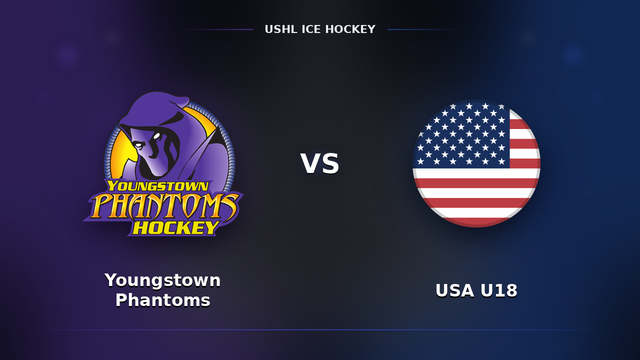 USHL ICE HOCKEY
YOUNGSTOWN
PHANTOMS
HOCKEY
VS
Youngstown
Phantoms
USA U18